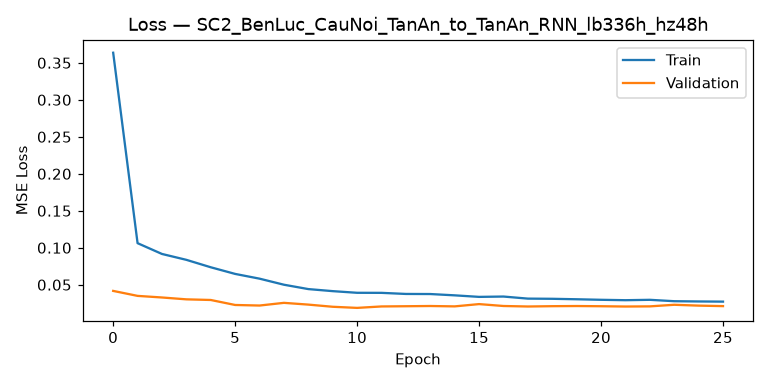 Loss — SC2_BenLuc_CauNoi_TanAn_to_TanAn_RNN_lb336h_hz48h
Train
Validation
MSE Loss
0.35
0.30
0.25
0.20
0.15
0.10
0.05
0 5 10 15 20 25
Epoch